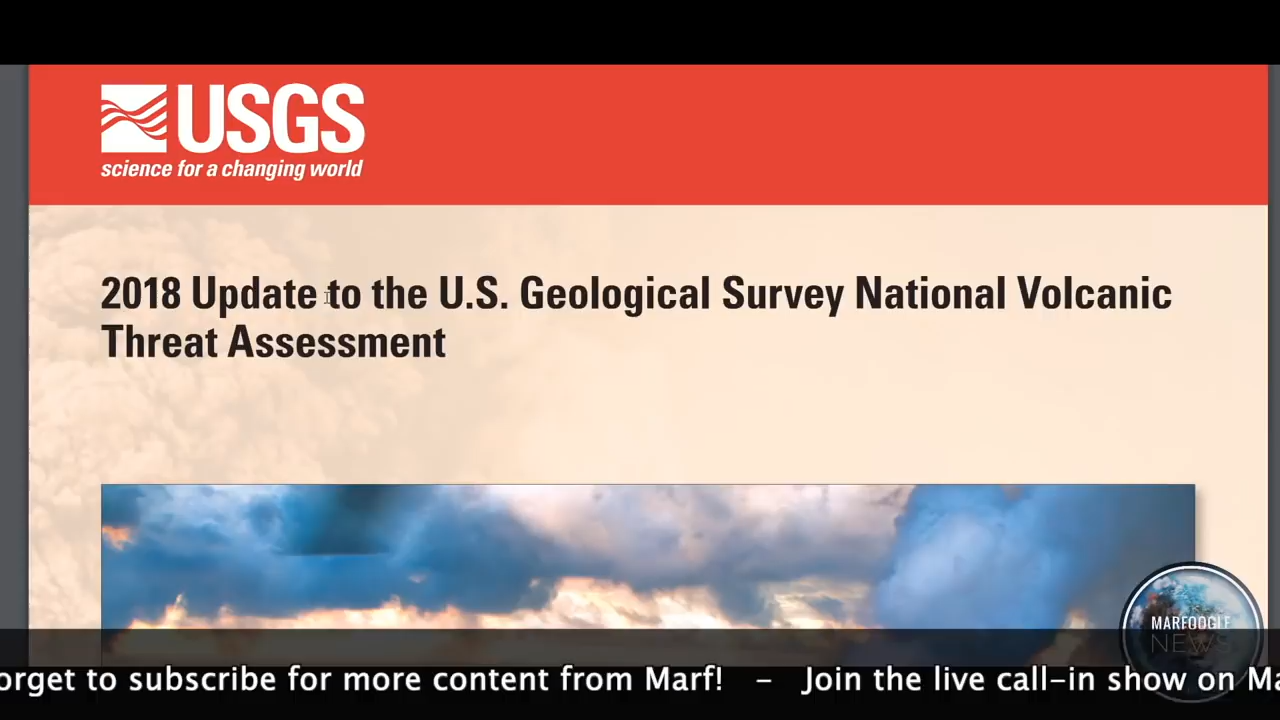 USGS
science for a changing world
2018 Update to the U.S. Geological Survey National Volcanic
Threat Assessment
MARFOOGLE
NEWS
orget to subscribe for more content from Marf! – Join the live call-in show on Ma